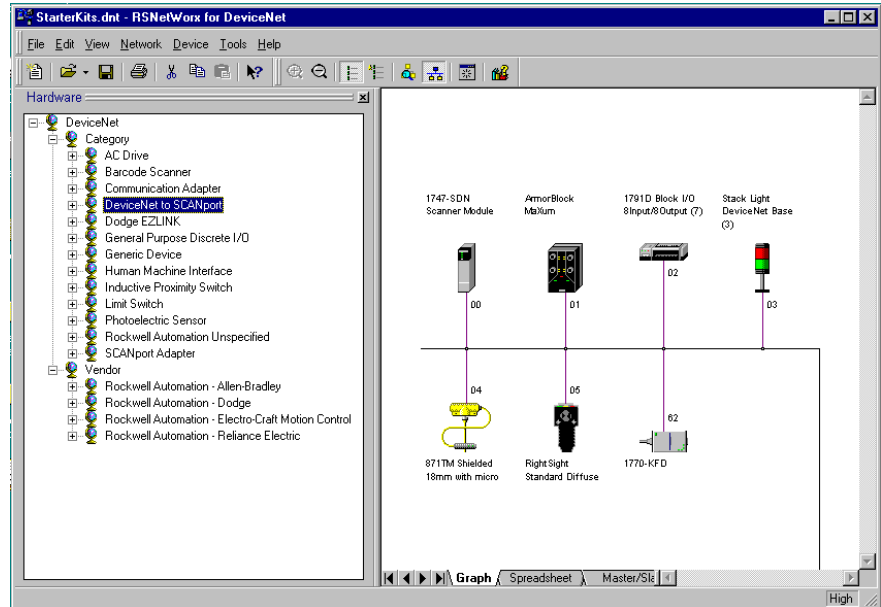 StarterKits.dnt - RSNetWorx for DeviceNet
File Edit View Network Device Tools Help
Hardware
DeviceNet
Category
AC Drive
Barcode Scanner
Communication Adapter
DeviceNet to SCANport
Dodge EZLINK
General Purpose Discrete I/O
Generic Device
Human Machine Interface
Inductive Proximity Switch
Limit Switch
Photoelectric Sensor
Rockwell Automation Unspecified
SCANport Adapter
Vendor
Rockwell Automation - Allen-Bradley
Rockwell Automation - Dodge
Rockwell Automation - Electro-Craft Motion Control
Rockwell Automation - Reliance Electric
1747-SDN
Scanner Module
ArmorBlock
MaXum
1791D Block I/O
8Input/8Output (7)
Stack Light
DeviceNet Base
(3)
00
01
02
03
04
05
62
871TM Shielded
18mm with micro
RightSight
Standard Diffuse
1770-KFD
Graph Spreadsheet Master/Sla
High